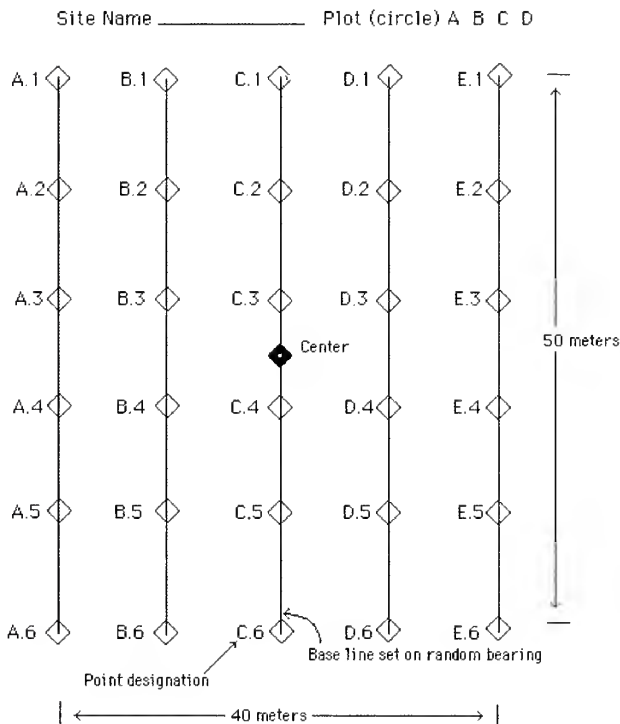 Site Name ____________ Plot (circle) A B C D
A.1 B.1 C.1 D.1 E.1
A.2 B.2 C.2 D.2 E.2
A.3 B.3 C.3 D.3 E.3
50 meters
Center
A.4 B.4 C.4 D.4 E.4
A.5 B.5 C.5 D.5 E.5
A.6 B.6 C.6 D.6 E.6
Base line set on random bearing
Point designation
40 meters